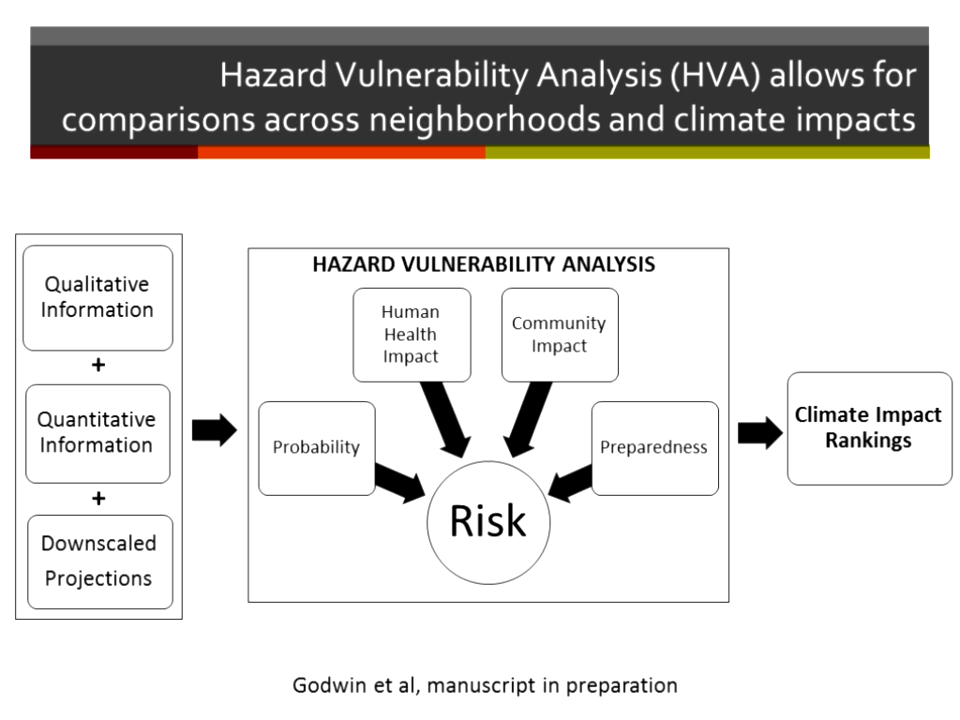 Hazard Vulnerability Analysis (HVA) allows for
comparisons across neighborhoods and climate impacts
Qualitative
Information
+
Quantitative
Information
+
Downscaled
Projections
HAZARD VULNERABILITY ANALYSIS
Human
Health
Impact
Community
Impact
Probability
Preparedness
Risk
Climate Impact
Rankings
Godwin et al, manuscript in preparation